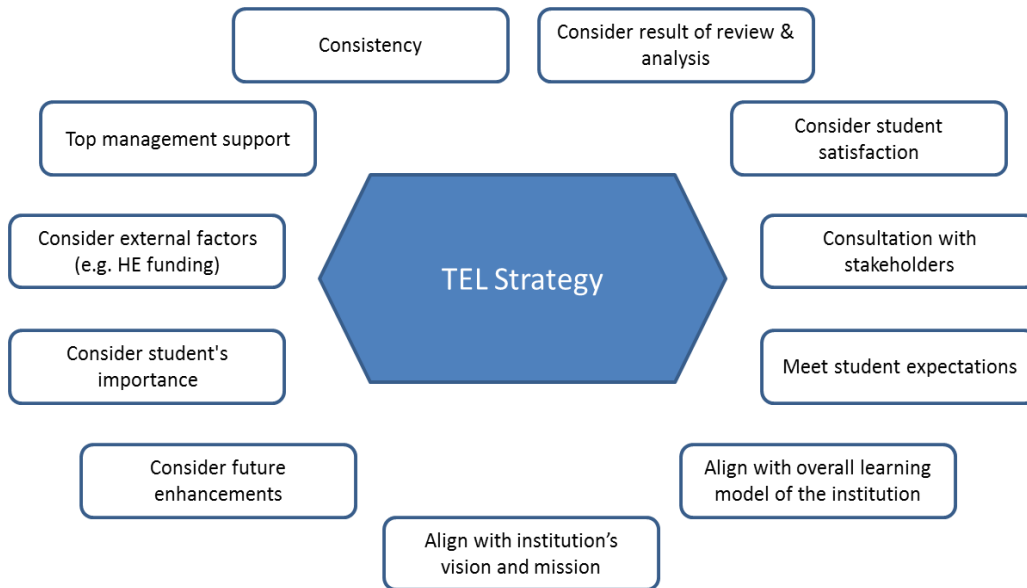 Consistency
Consider result of review &
analysis
Top management support
Consider student
satisfaction
Consider external factors
(e.g. HE funding)
TEL Strategy
Consultation with
stakeholders
Consider student's
importance
Meet student expectations
Consider future
enhancements
Align with overall learning
model of the institution
Align with institution’s
vision and mission